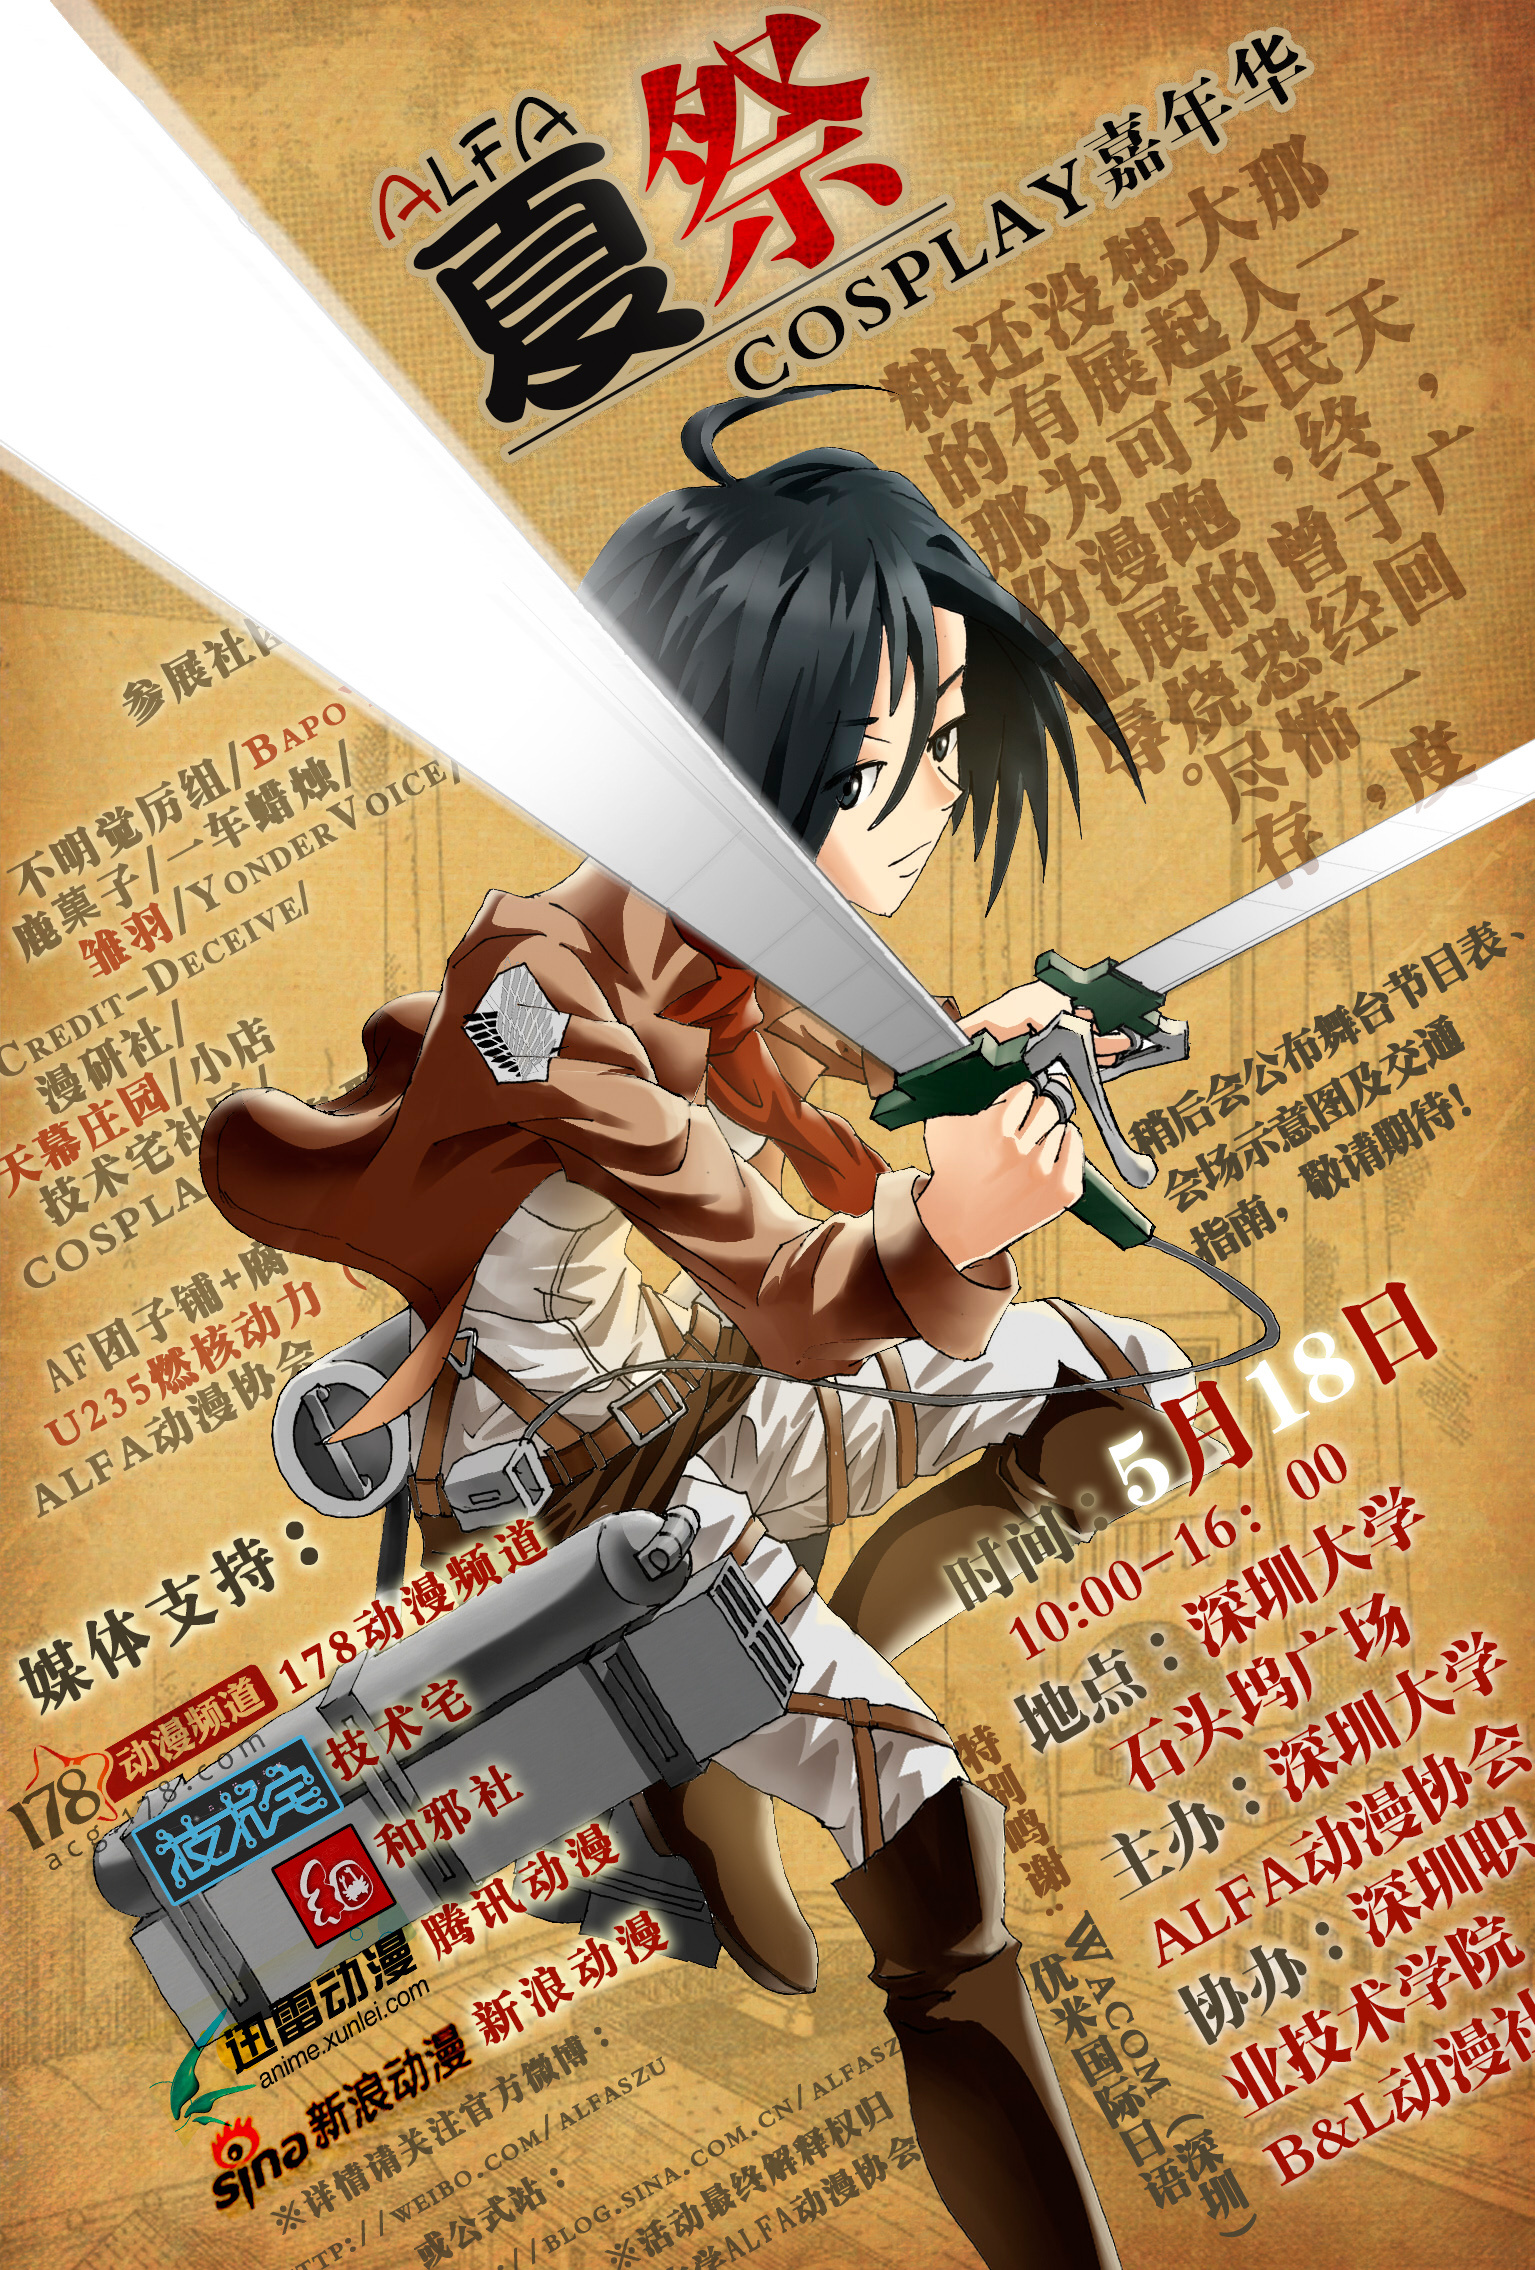 ALFA
夏祭
COSPLAY嘉年华
那一天，广
大人民终于回
想起来，曾经一度
没展可跑的恐怖，
还有为漫展烧尽
粮的那份
辱存
参展社
不明觉厉组/BAPO
鹿菓子/一年蜡烛/
雏羽/YONDERVOICE/
CREDIT-DECEIVE/
漫研社/
天幕庄园/小店
技术宅社
COSPLA
AF团子铺+腐
U235燃核动力（
ALFA动漫协会
稍后会公布舞台节目表、
会场示意图及交通
指南，敬请期待！
时间：5月18日
10:00-16：00
地点：深圳大学
石头坞广场
主办：深圳大学
ALFA动漫协会
协办：深圳职
业技术学院
B&L动漫社
特别鸣谢：
WACOM
优米国际日语
（深圳）
媒体支持：
178 动漫频道 178动漫频道
acg.178.com
技术宅 技术宅
和邪社
迅雷动漫 腾讯动漫
anime.xunlei.com
sina新浪动漫 新浪动漫
※详情请关注官方微博：
TTP://WEIBO.COM/ALFASZU
或公式站：
://BLOG.SINA.COM.CN/ALFASZ
※活动最终解释权归
大学ALFA动漫协会